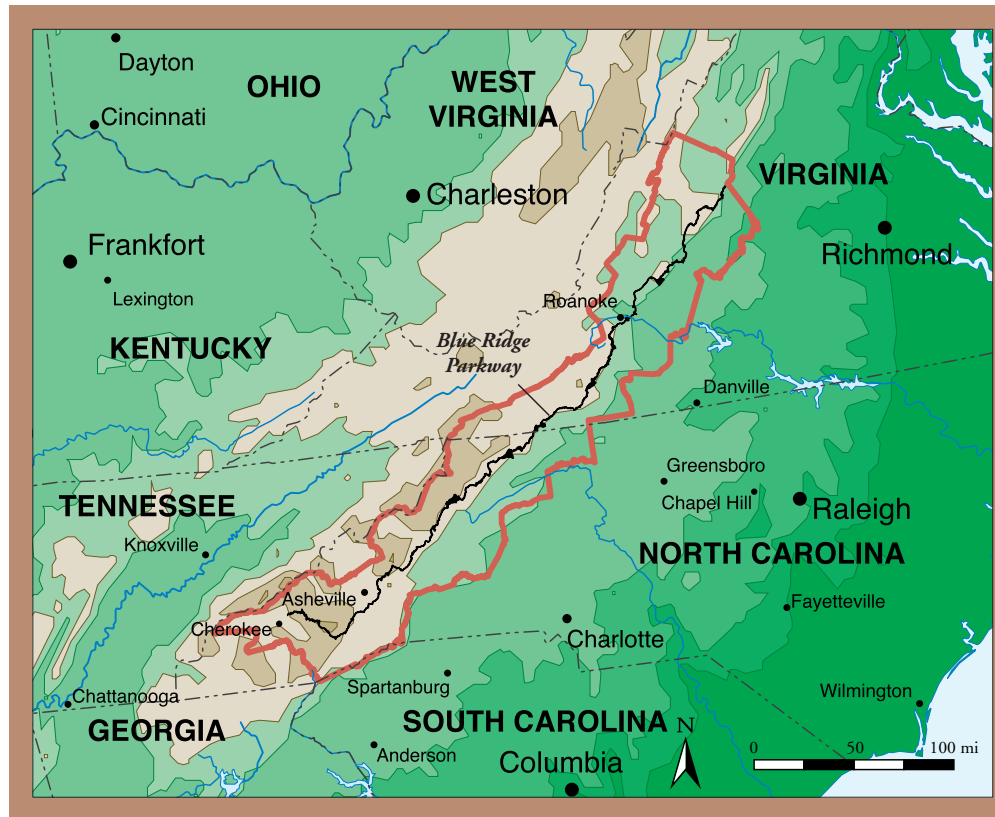 Dayton
OHIO
WEST
VIRGINIA
Cincinnati
VIRGINIA
Charleston
Frankfort
Richmond
Lexington
Roanoke
KENTUCKY
Blue Ridge
Parkway
Danville
Greensboro
Chapel Hill
TENNESSEE
Raleigh
Knoxville
NORTH CAROLINA
Asheville
Fayetteville
Cherokee
Charlotte
Spartanburg
Chattanooga
Wilmington
GEORGIA
SOUTH CAROLINA
N
Anderson
Columbia
0 50 100 mi